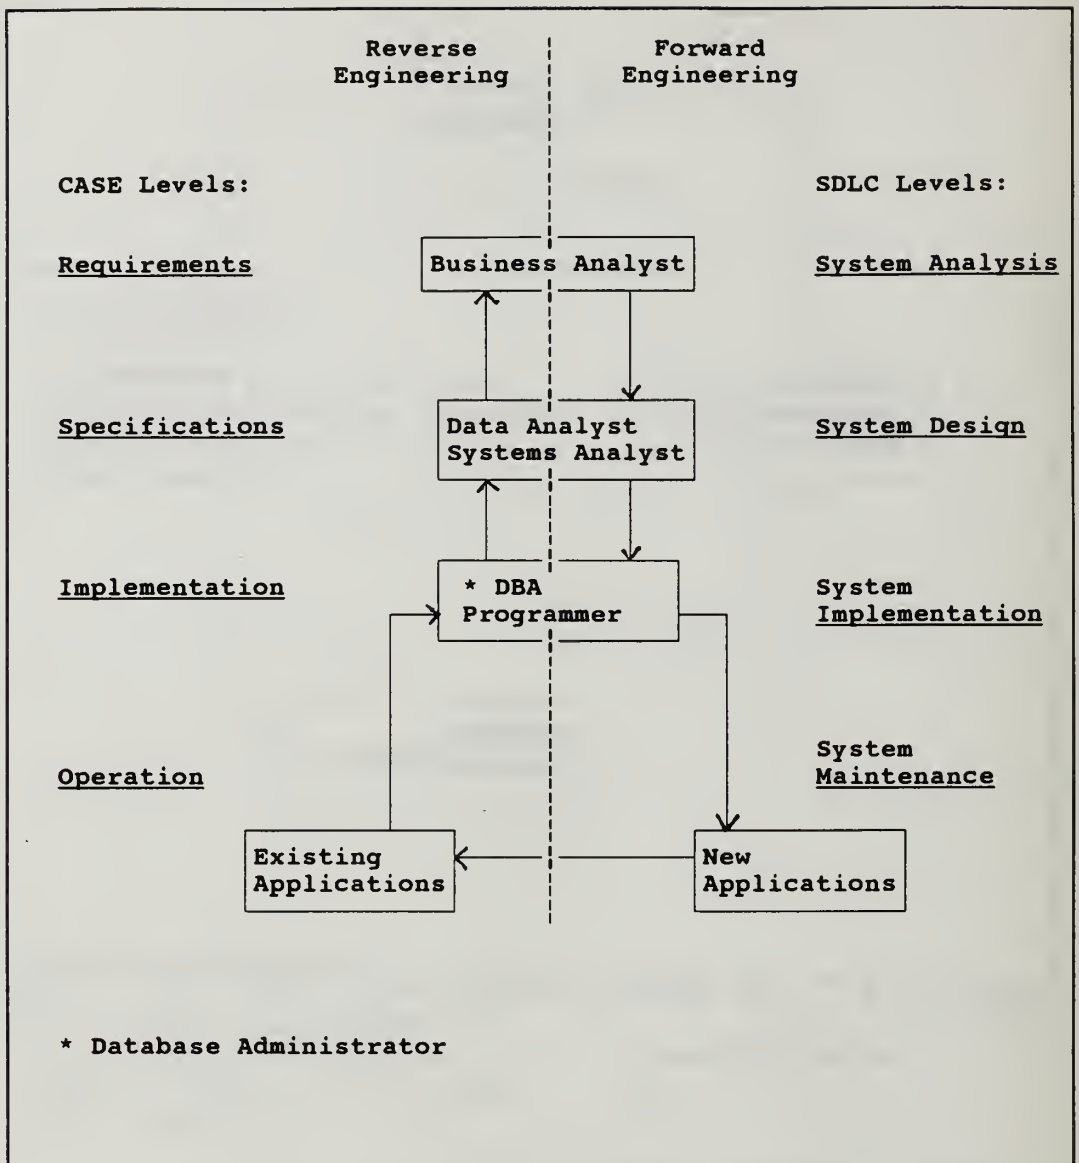 Reverse
Engineering
Forward
Engineering
CASE Levels:
SDLC Levels:
Requirements
Business Analyst
System Analysis
Specifications
Data Analyst
Systems Analyst
System Design
Implementation
* DBA
Programmer
System
Implementation
Operation
System
Maintenance
Existing
Applications
New
Applications
* Database Administrator